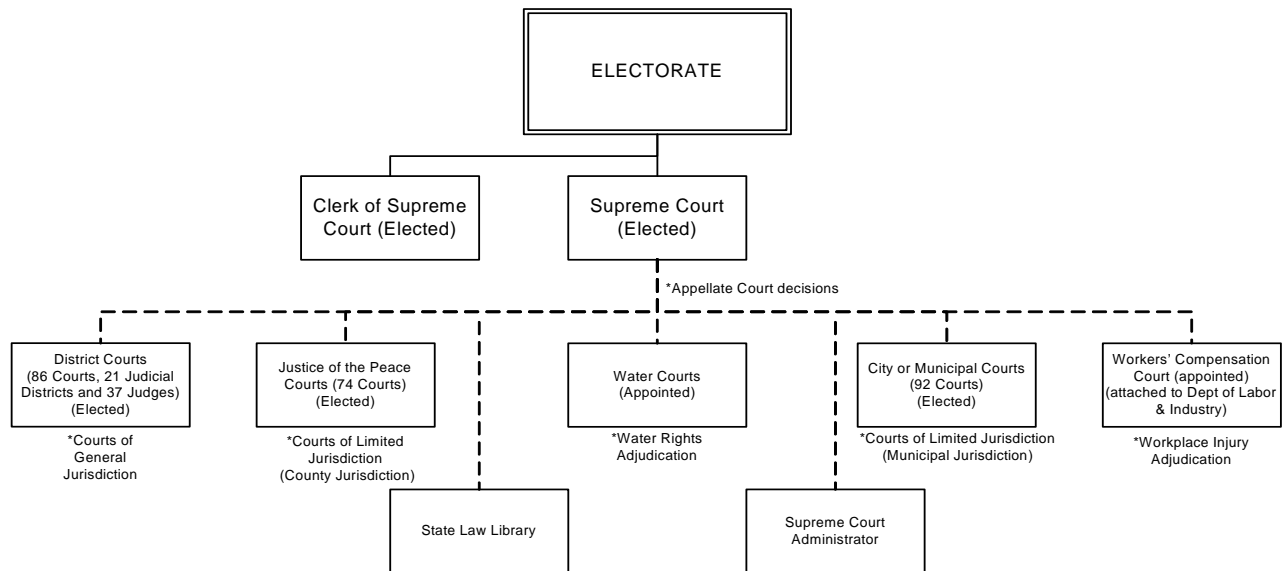 ELECTORATE
Clerk of Supreme
Court (Elected)
Supreme Court
(Elected)
*Appellate Court decisions
District Courts
(86 Courts, 21 Judicial
Districts and 37 Judges)
(Elected)
*Courts of
General
Jurisdiction
Justice of the Peace
Courts (74 Courts)
(Elected)
*Courts of Limited
Jurisdiction
(County Jurisdiction)
Water Courts
(Appointed)
*Water Rights
Adjudication
City or Municipal Courts
(92 Courts)
(Elected)
*Courts of Limited Jurisdiction
(Municipal Jurisdiction)
Workers' Compensation
Court (appointed)
(attached to Dept of Labor
& Industry)
*Workplace Injury
Adjudication
State Law Library
Supreme Court
Administrator